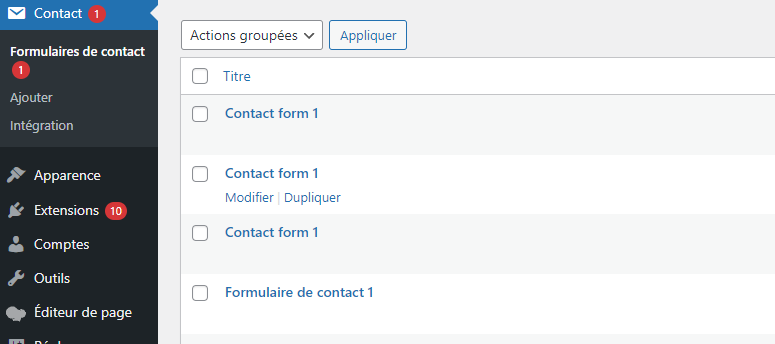 Contact 1
Formulaires de contact
1
Ajouter
Intégration
Apparence
Extensions 10
Comptes
Outils
Éditeur de page
Actions groupées
Appliquer
Titre
Contact form 1
Contact form 1
Modifier | Dupliquer
Contact form 1
Formulaire de contact 1